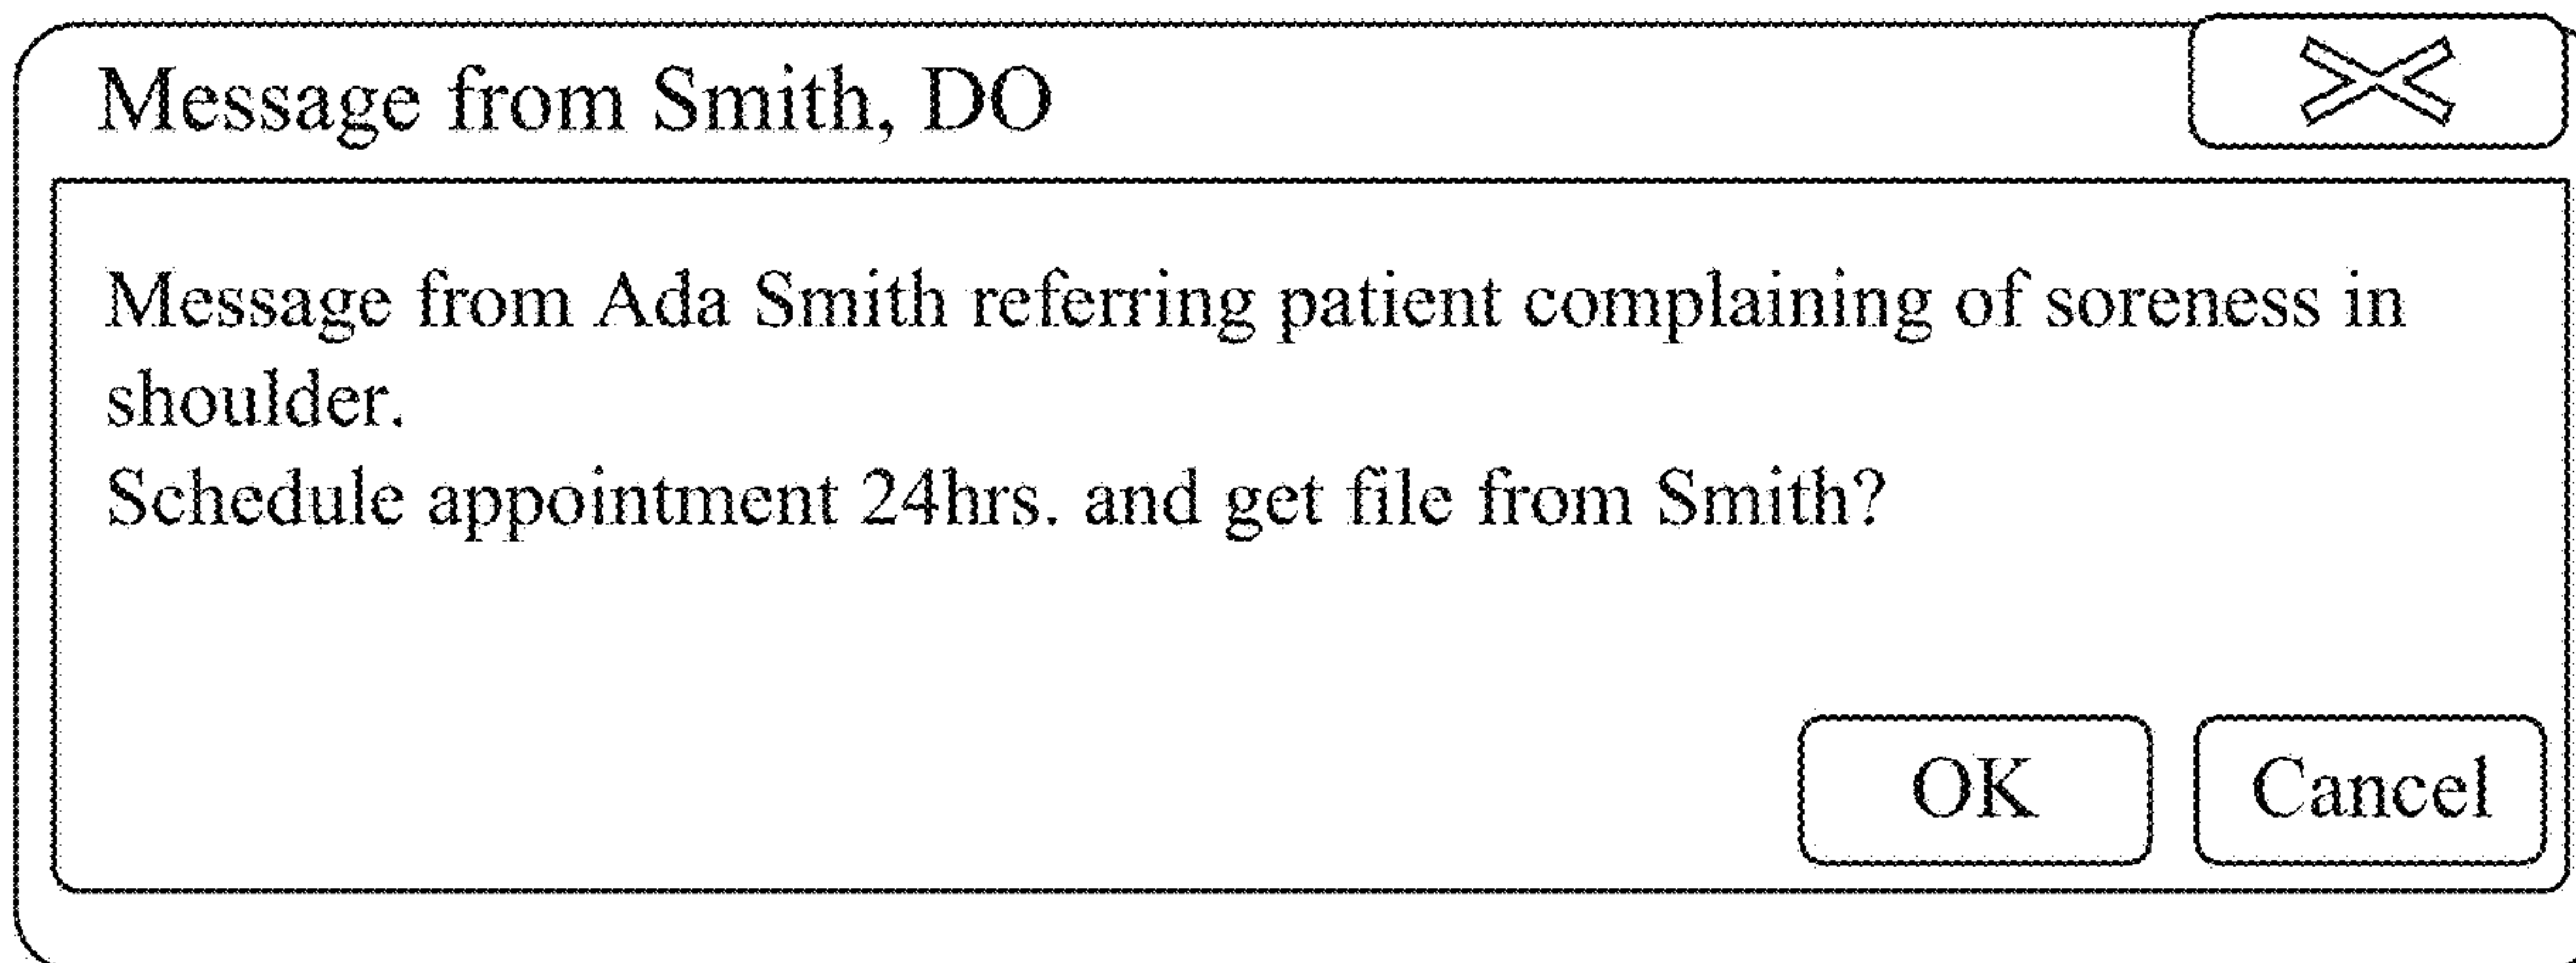 Message from Smith, DO
Message from Ada Smith referring patient complaining of soreness in
shoulder.
Schedule appointment 24hrs. and get file from Smith?
OK
Cancel